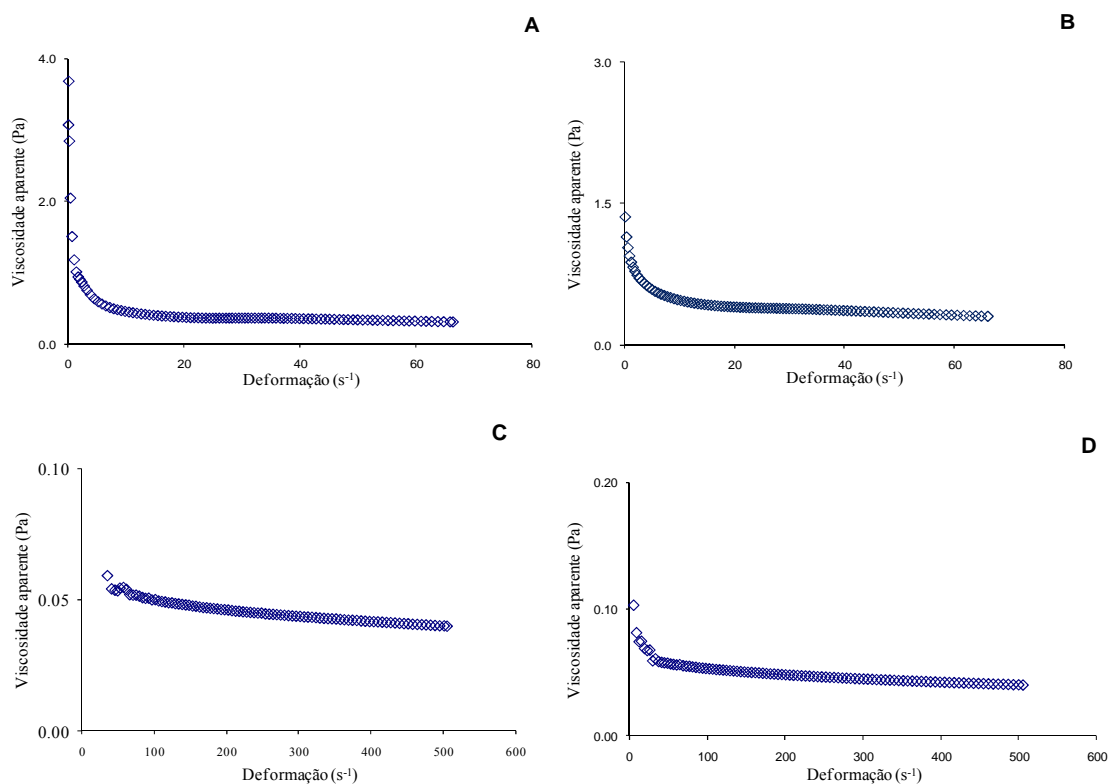 A
4.0
2.0
0.0
0 20 40 60 80
Viscosidade aparente (Pa)
Deformação (s-1)
B
3.0
1.5
0.0
0 20 40 60 80
Viscosidade aparente (Pa)
Deformação (s-1)
C
0.10
0.05
0.00
0 100 200 300 400 500 600
Viscosidade aparente (Pa)
Deformação (s-1)
D
0.20
0.10
0.00
0 100 200 300 400 500 600
Viscosidade aparente (Pa)
Deformação (s-1)